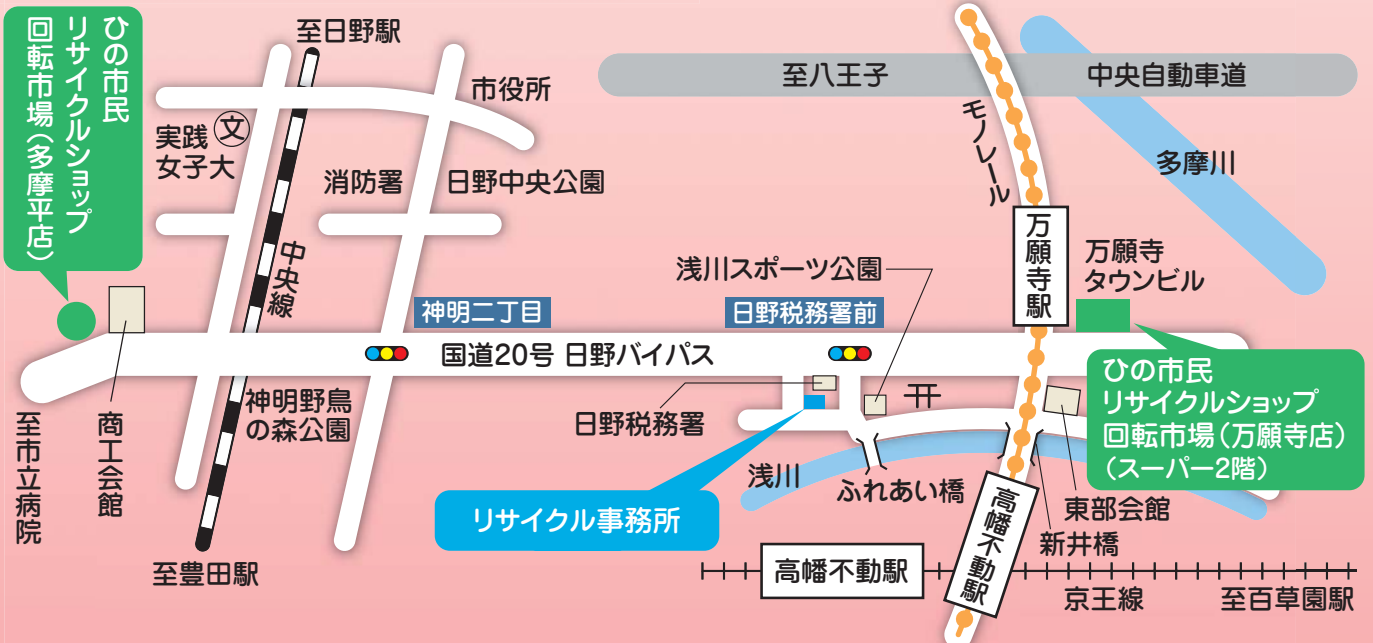 ひの市民
リサイクルショップ
回転市場(多摩平店)
至日野駅
市役所
実践
女子大
文
消防署
日野中央公園
中央線
至八王子
中央自動車道
モノレール
多摩川
万願寺駅
万願寺
タウンビル
浅川スポーツ公園
神明二丁目
日野税務署前
国道20号 日野バイパス
ひの市民
リサイクルショップ
回転市場(万願寺店)
(スーパー2階)
至市立病院
商工会館
神明野鳥
の森公園
日野税務署
リサイクル事務所
浅川
ふれあい橋
東部会館
新井橋
高幡不動駅
高幡不動駅
至豊田駅
京王線
至百草園駅